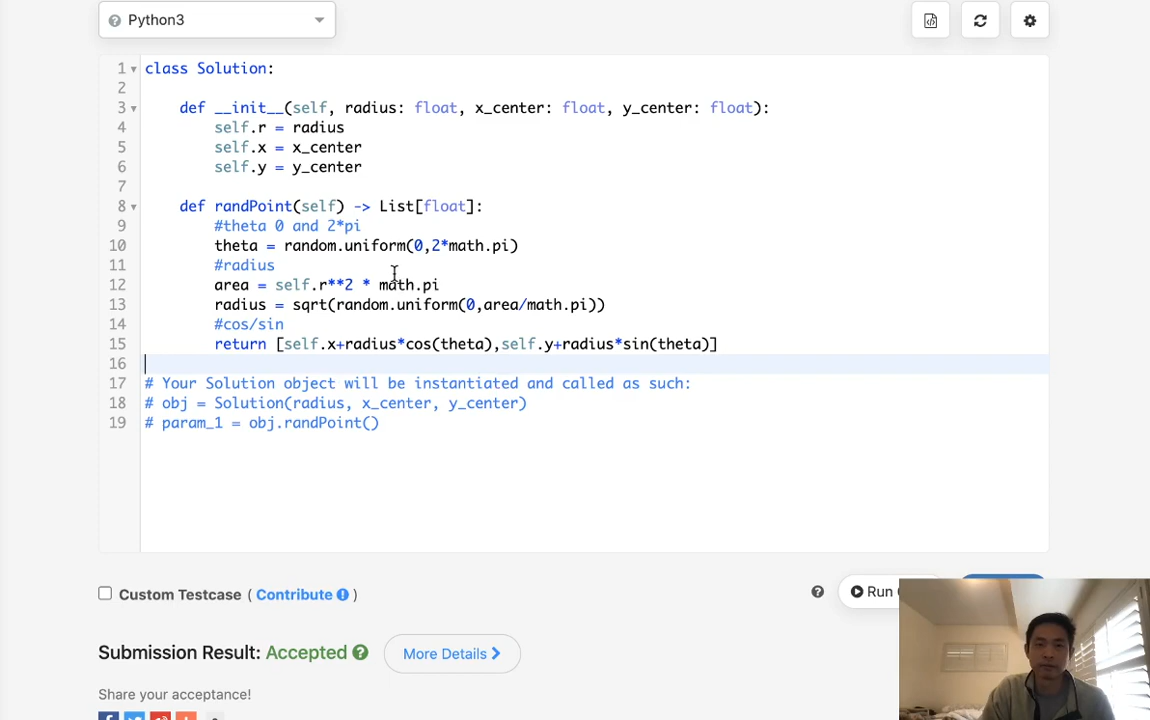 Python3
1 class Solution:
2
3 def __init__(self, radius: float, x_center: float, y_center: float):
4 self.r = radius
5 self.x = x_center
6 self.y = y_center
7
8 def randPoint(self) -> List[float]:
9 #theta 0 and 2*pi
10 theta = random.uniform(0,2*math.pi)
11 #radius
12 area = self.r**2 * math.pi
13 radius = sqrt(random.uniform(0,area/math.pi))
14 #cos/sin
15 return [self.x+radius*cos(theta),self.y+radius*sin(theta)]
16
17 # Your Solution object will be instantiated and called as such:
18 # obj = Solution(radius, x_center, y_center)
19 # param_1 = obj.randPoint()
Custom Testcase ( Contribute )
Run
Submission Result: Accepted
More Details
Share your acceptance!